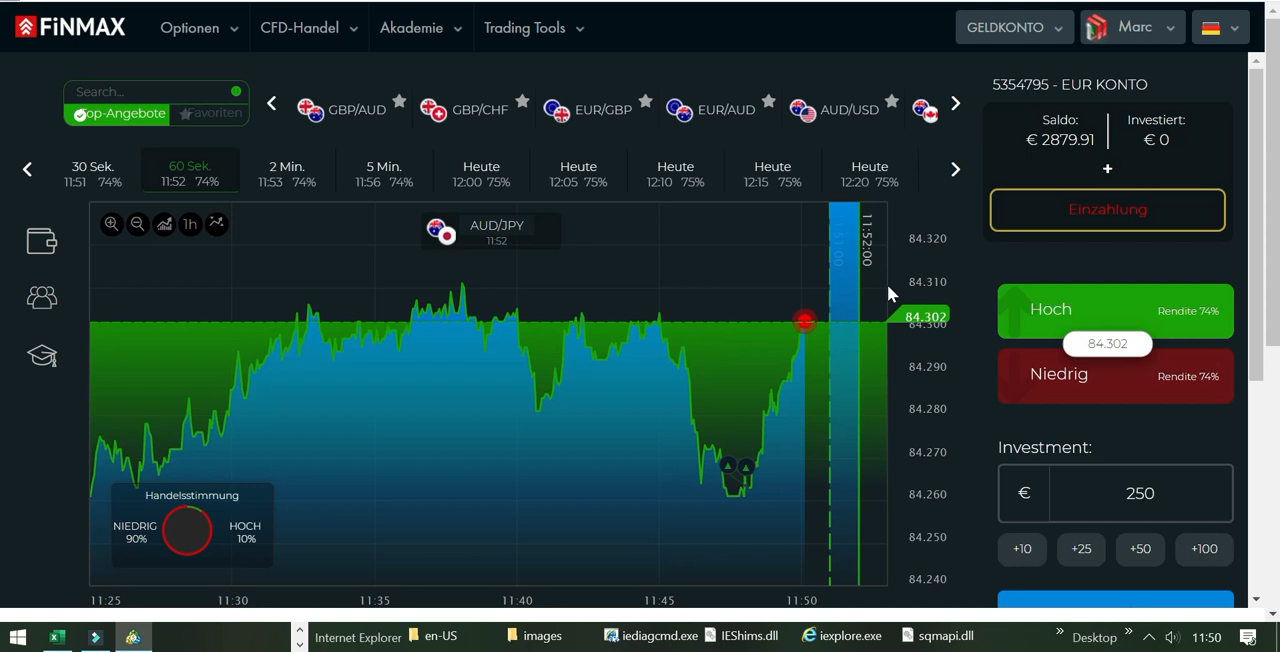 FiNMAX
Optionen
CFD-Handel
Akademie
Trading Tools
GELDKONTO
Marc
Search...
Top-Angebote
Favoriten
GBP/AUD
GBP/CHF
EUR/GBP
EUR/AUD
AUD/USD
30 Sek.
11:51 74%
60 Sek.
11:52 74%
2 Min.
11:53 74%
5 Min.
11:56 74%
Heute
12:00 75%
Heute
12:05 75%
Heute
12:10 75%
Heute
12:15 75%
Heute
12:20 75%
5354795 - EUR KONTO
Saldo:
€ 2879.91
Investiert:
€ 0
+
Einzahlung
1h
AUD/JPY
11:52
11:51:00
11:52:00
84.320
84.310
84.302
84.300
84.290
84.280
84.270
84.260
84.250
84.240
Handelsstimmung
NIEDRIG
90%
HOCH
10%
11:25
11:30
11:35
11:40
11:45
11:50
Hoch
Rendite 74%
84.302
Niedrig
Rendite 74%
Investment:
€
250
+10
+25
+50
+100
Internet Explorer
en-US
images
iediagcmd.exe
IEShims.dll
iexplore.exe
sqmapi.dll
»
Desktop
»
11:50